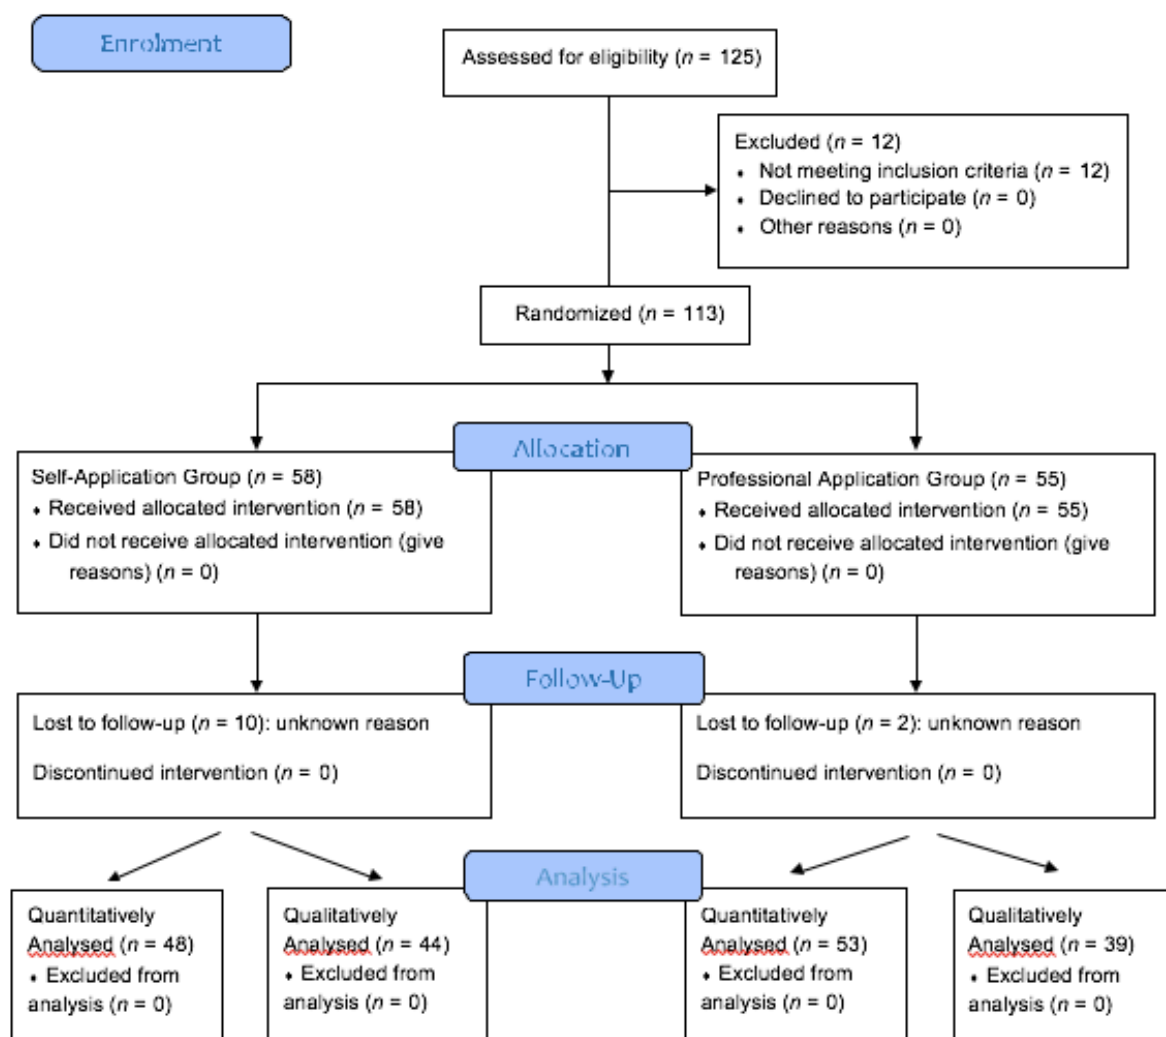 Enrolment
Assessed for eligibility (n = 125)
Excluded (n = 12)
⬧ Not meeting inclusion criteria (n = 12)
⬧ Declined to participate (n = 0)
⬧ Other reasons (n = 0)
Randomized (n = 113)
Allocation
Self-Application Group (n = 58)
⬧ Received allocated intervention (n = 58)
⬧ Did not receive allocated intervention (give
reasons) (n = 0)
Professional Application Group (n = 55)
⬧ Received allocated intervention (n = 55)
⬧ Did not receive allocated intervention (give
reasons) (n = 0)
Follow-Up
Lost to follow-up (n = 10): unknown reason
Discontinued intervention (n = 0)
Lost to follow-up (n = 2): unknown reason
Discontinued intervention (n = 0)
Analysis
Quantitatively
Analysed (n = 48)
⬧ Excluded from
analysis (n = 0)
Qualitatively
Analysed (n = 44)
⬧ Excluded from
analysis (n = 0)
Quantitatively
Analysed (n = 53)
⬧ Excluded from
analysis (n = 0)
Qualitatively
Analysed (n = 39)
⬧ Excluded from
analysis (n = 0)